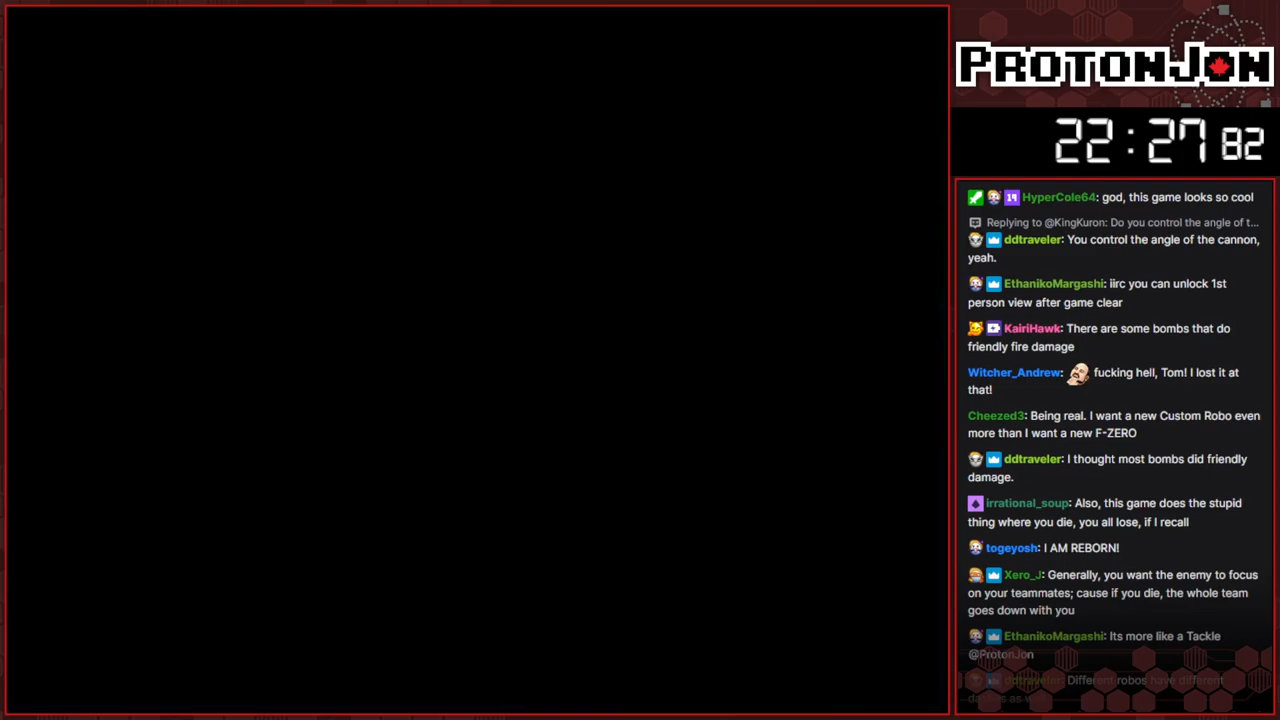 PROTONJON
22:27 82
HyperCole64: god, this game looks so cool
Replying to @KingKuron: Do you control the angle of t...
ddtraveler: You control the angle of the cannon,
yeah.
EthanikoMargashi: iirc you can unlock 1st
person view after game clear
KairiHawk: There are some bombs that do
friendly fire damage
Witcher_Andrew: fucking hell, Tom! I lost it at
that!
Cheezed3: Being real. I want a new Custom Robo even
more than I want a new F-ZERO
ddtraveler: I thought most bombs did friendly
damage.
irrational_soup: Also, this game does the stupid
thing where you die, you all lose, if I recall
togeyosh: I AM REBORN!
Xero_J: Generally, you want the enemy to focus
on your teammates; cause if you die, the whole team
goes down with you
EthanikoMargashi: Its more like a Tackle
@ProtonJon
ddtraveler: Different robos have different